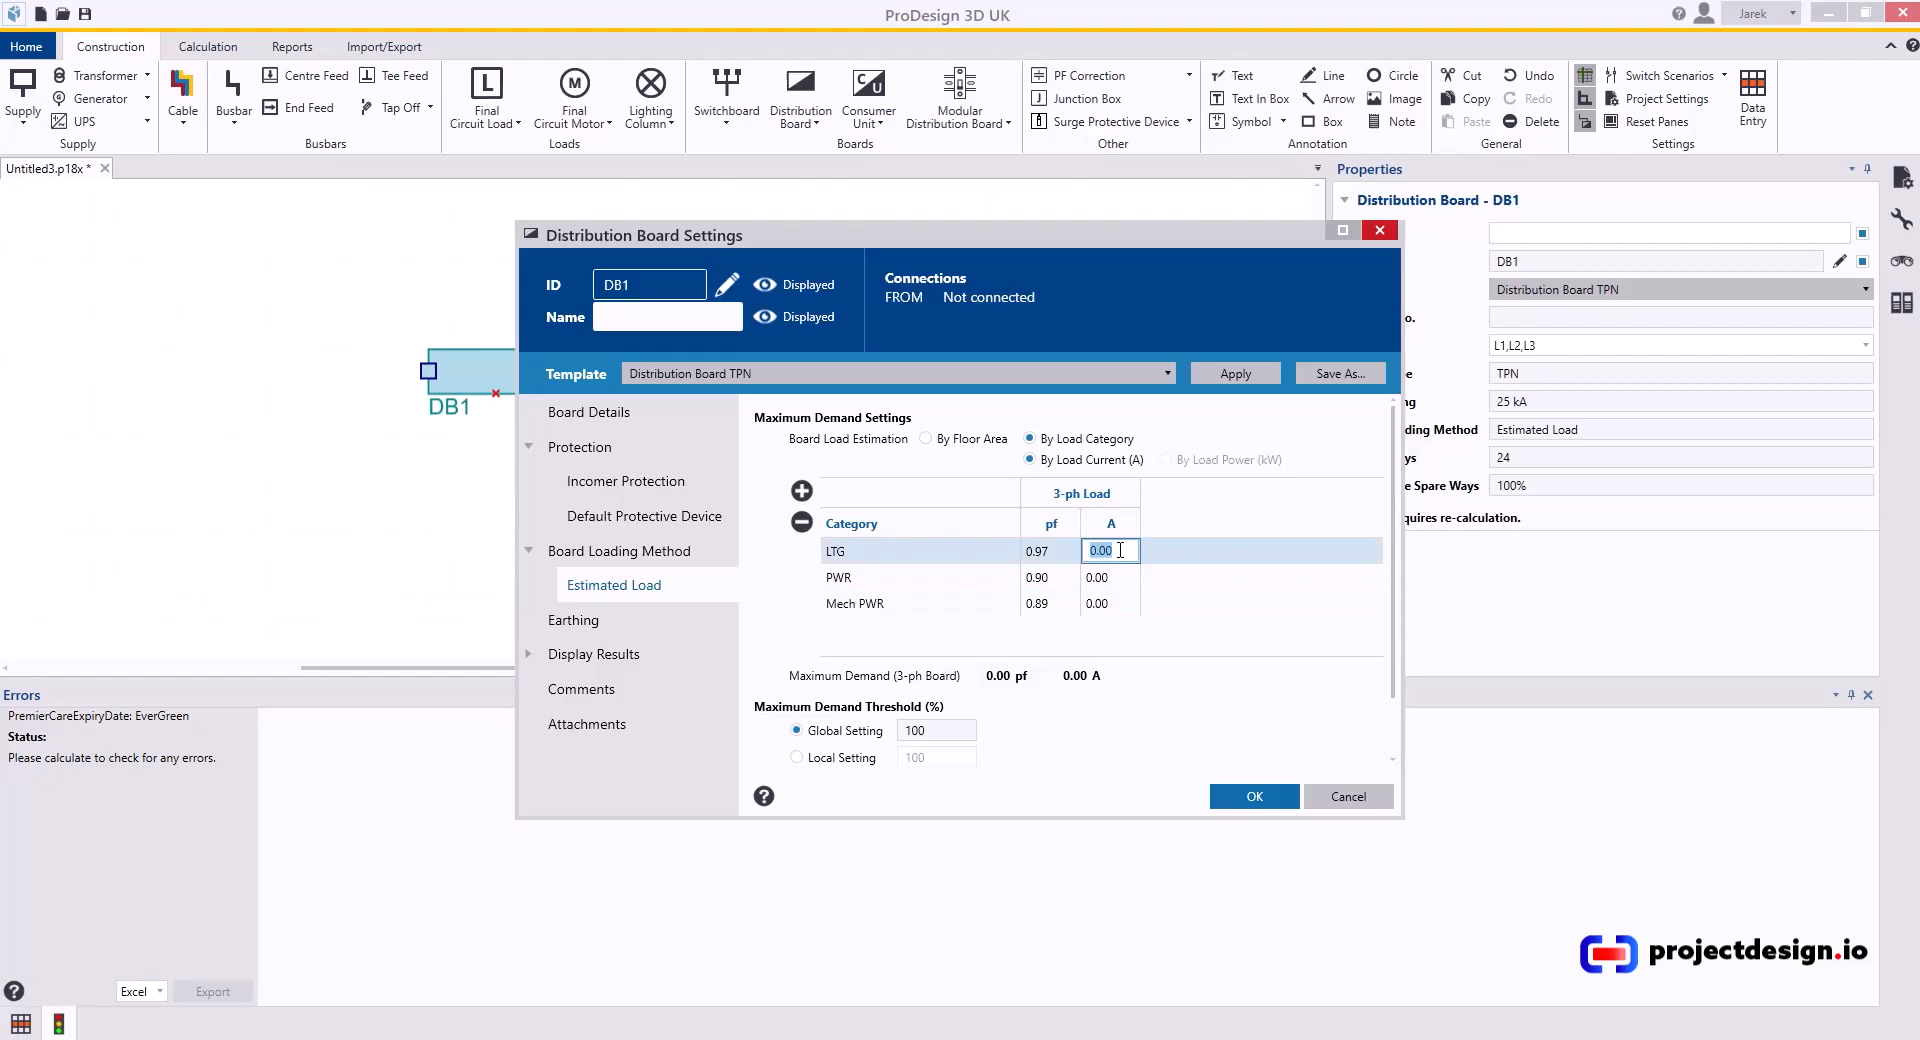 ProDesign 3D UK
Jarek
Home
Construction
Calculation
Reports
Import/Export
Supply
Transformer
Generator
UPS
Supply
Cable
Busbar
Centre Feed
Tee Feed
End Feed
Tap Off
Busbars
Final
Circuit Load
Final
Circuit Motor
Lighting
Column
Loads
Switchboard
Distribution
Board
Consumer
Unit
Modular
Distribution Board
Boards
PF Correction
Junction Box
Surge Protective Device
Other
Text
Line
Circle
Text In Box
Arrow
Image
Symbol
Box
Note
Annotation
Cut
Undo
Copy
Redo
Paste
Delete
General
Switch Scenarios
Project Settings
Reset Panes
Data
Entry
Settings
Untitled3.p18x *
Properties
Distribution Board - DB1
DB1
Distribution Board TPN
o.
L1,L2,L3
e TPN
ng 25 kA
ding Method Estimated Load
ys 24
e Spare Ways 100%
quires re-calculation.
DB1
Distribution Board Settings
ID DB1 Displayed
Name Displayed
Connections
FROM Not connected
Template Distribution Board TPN Apply Save As...
Board Details
Protection
Incomer Protection
Default Protective Device
Board Loading Method
Estimated Load
Earthing
Display Results
Comments
Attachments
Maximum Demand Settings
Board Load Estimation By Floor Area By Load Category
By Load Current (A) By Load Power (kW)
3-ph Load
Category pf A
LTG 0.97 0.00
PWR 0.90 0.00
Mech PWR 0.89 0.00
Maximum Demand (3-ph Board) 0.00 pf 0.00 A
Maximum Demand Threshold (%)
Global Setting 100
Local Setting 100
OK Cancel
Errors
PremierCareExpiryDate: EverGreen
Status:
Please calculate to check for any errors.
Excel
Export
projectdesign.io